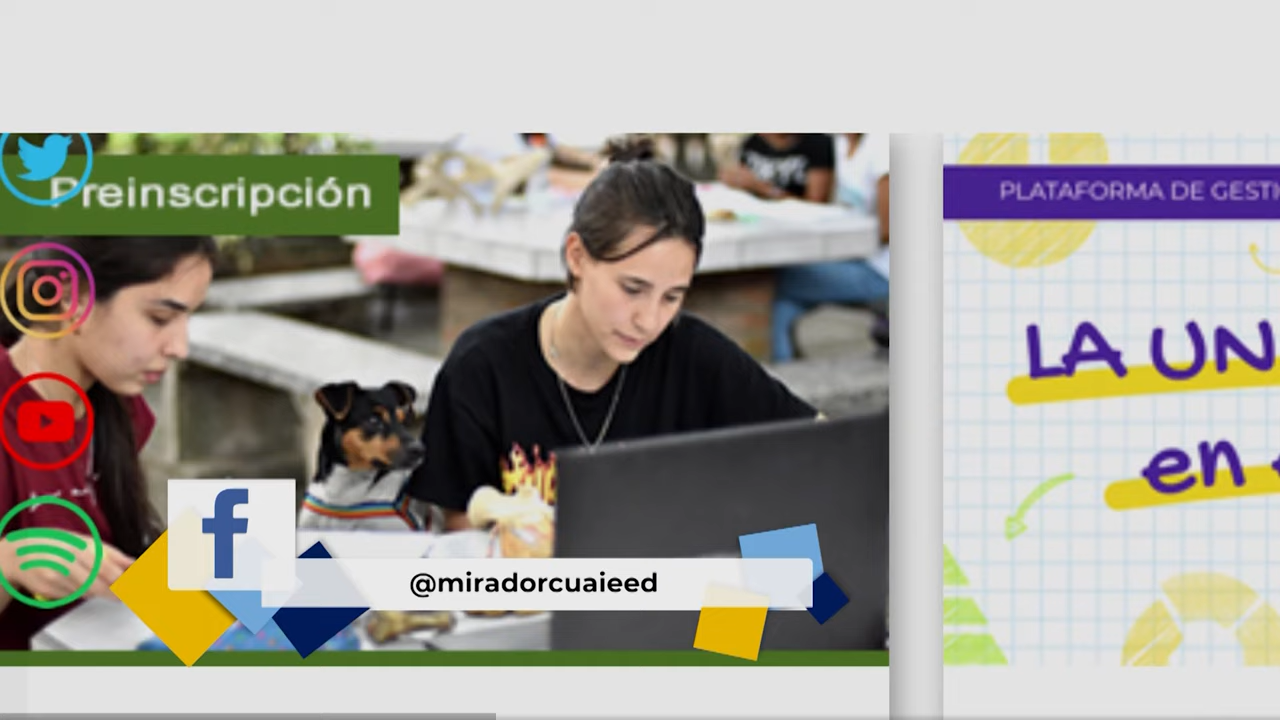 Preinscripción
PLATAFORMA DE GESTI
LA UN
en
@miradorcuaieed